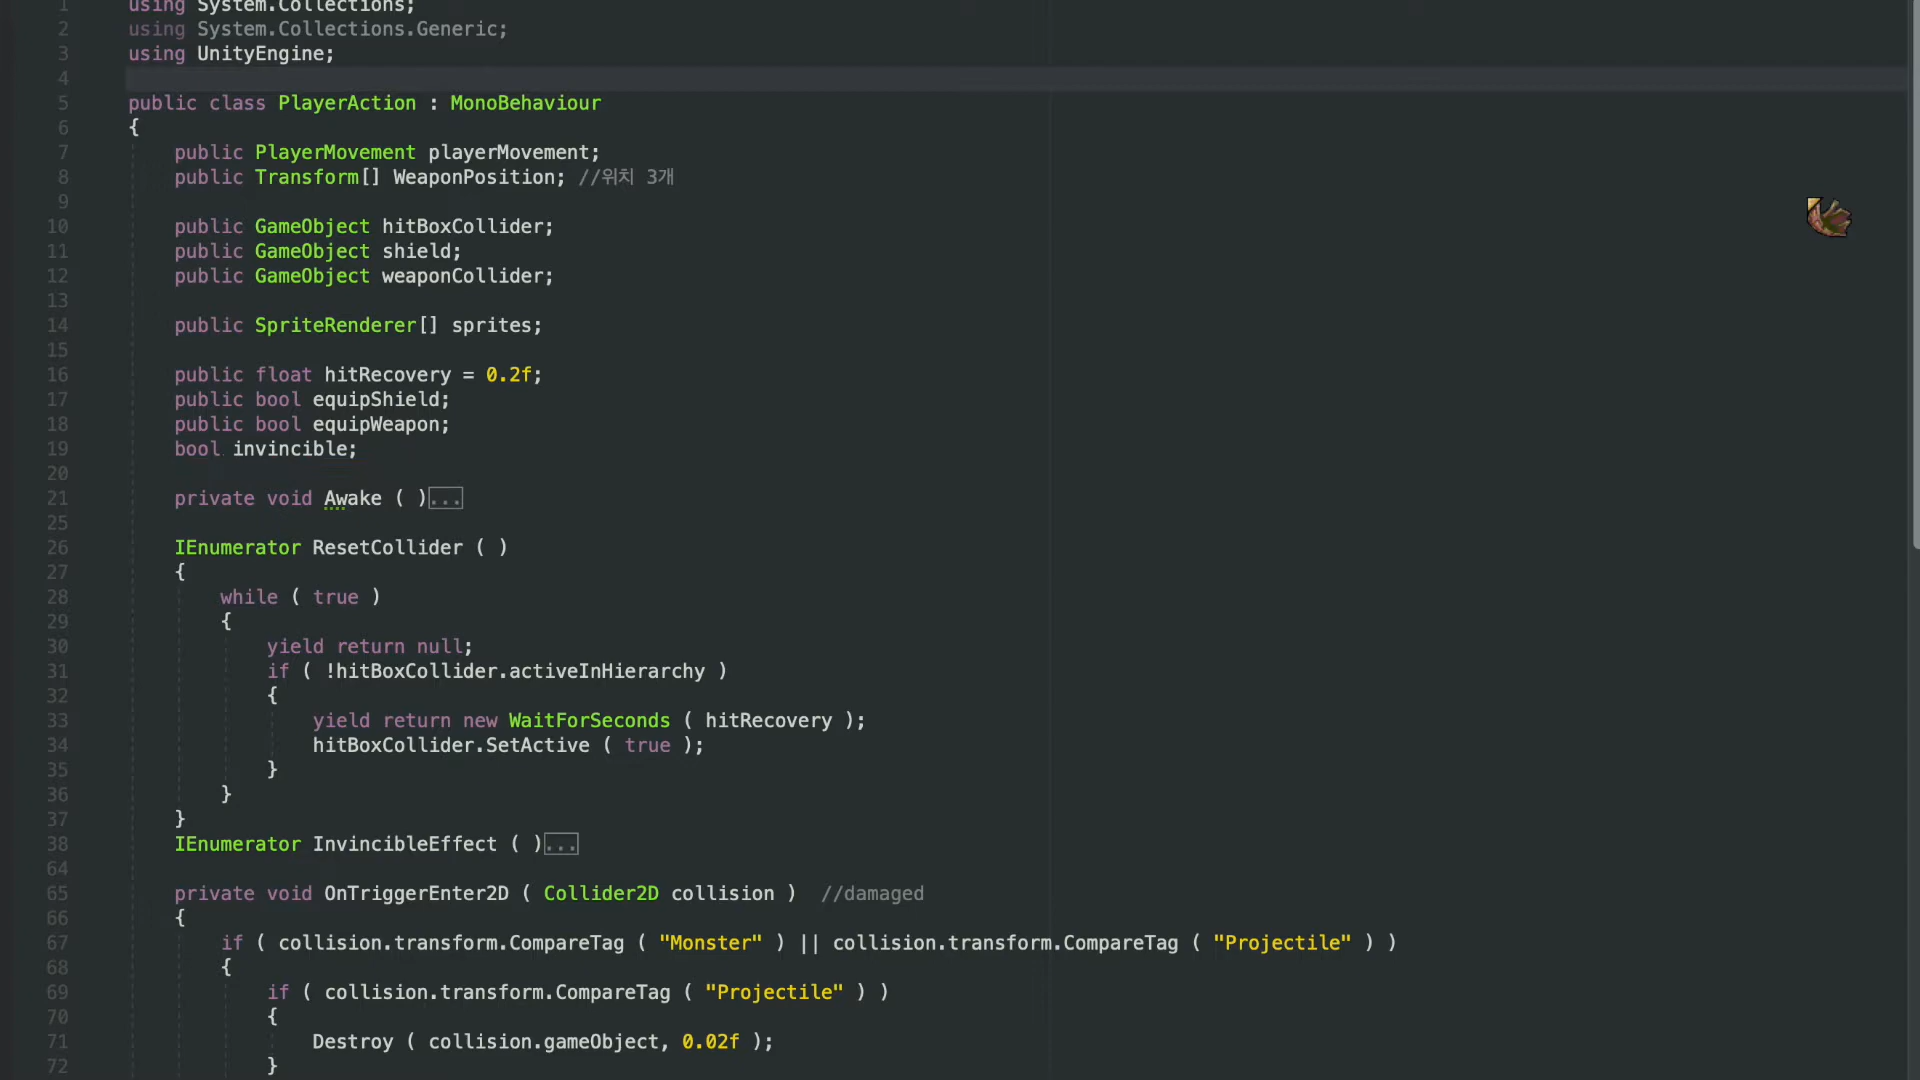 1 using System.Collections;
2 using System.Collections.Generic;
3 using UnityEngine;
4
5 public class PlayerAction : MonoBehaviour
6 {
7 public PlayerMovement playerMovement;
8 public Transform[] WeaponPosition; //위치 3개
9
10 public GameObject hitBoxCollider;
11 public GameObject shield;
12 public GameObject weaponCollider;
13
14 public SpriteRenderer[] sprites;
15
16 public float hitRecovery = 0.2f;
17 public bool equipShield;
18 public bool equipWeapon;
19 bool invincible;
20
21 private void Awake ( )...
25
26 IEnumerator ResetCollider ( )
27 {
28 while ( true )
29 {
30 yield return null;
31 if ( !hitBoxCollider.activeInHierarchy )
32 {
33 yield return new WaitForSeconds ( hitRecovery );
34 hitBoxCollider.SetActive ( true );
35 }
36 }
37 }
38 IEnumerator InvincibleEffect ( )...
64
65 private void OnTriggerEnter2D ( Collider2D collision ) //damaged
66 {
67 if ( collision.transform.CompareTag ( "Monster" ) || collision.transform.CompareTag ( "Projectile" ) )
68 {
69 if ( collision.transform.CompareTag ( "Projectile" ) )
70 {
71 Destroy ( collision.gameObject, 0.02f );
72 }